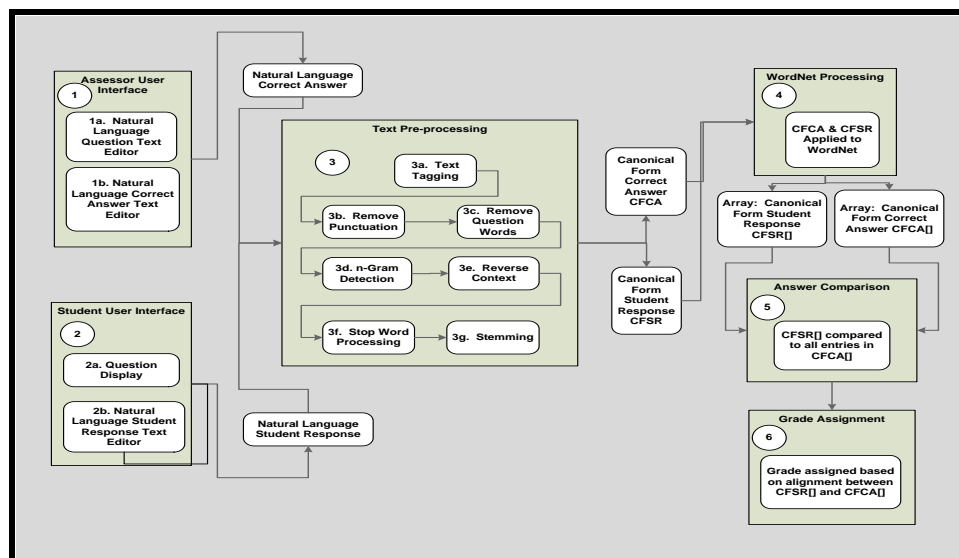 Assessor User
Interface
1
1a. Natural
Language
Question Text
Editor
1b. Natural
Language Correct
Answer Text Editor
Natural Language
Correct Answer
Student User Interface
2
2a. Question
Display
2b. Natural
Language Student
Response Text
Editor
Natural Language
Student Response
Text Pre-processing
3
3a. Text
Tagging
3b. Remove
Punctuation
3c. Remove
Question
Words
3d. n-Gram
Detection
3e. Reverse
Context
3f. Stop Word
Processing
3g. Stemming
Canonical
Form
Correct
Answer
CFCA
Canonical
Form
Student
Response
CFSR
WordNet Processing
4
CFCA & CFSR
Applied to
WordNet
Array: Canonical
Form Student
Response
CFSR[]
Array: Canonical
Form Correct
Answer CFCA[]
Answer Comparison
5
CFSR[] compared
to all entries in
CFCA[]
Grade Assignment
6
Grade assigned based
on alignment between
CFSR[] and CFCA[]